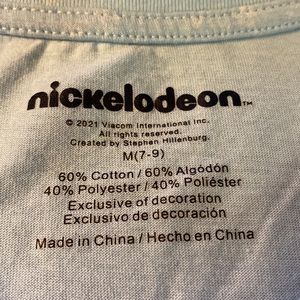 nickelodeon™
© 2021 Viacom International Inc.
All rights reserved.
Created by Stephen Hillenburg.
M(7-9)
60% Cotton / 60% Algodón
40% Polyester / 40% Poliéster
Exclusive of decoration
Exclusivo de decoración
Made in China / Hecho en China